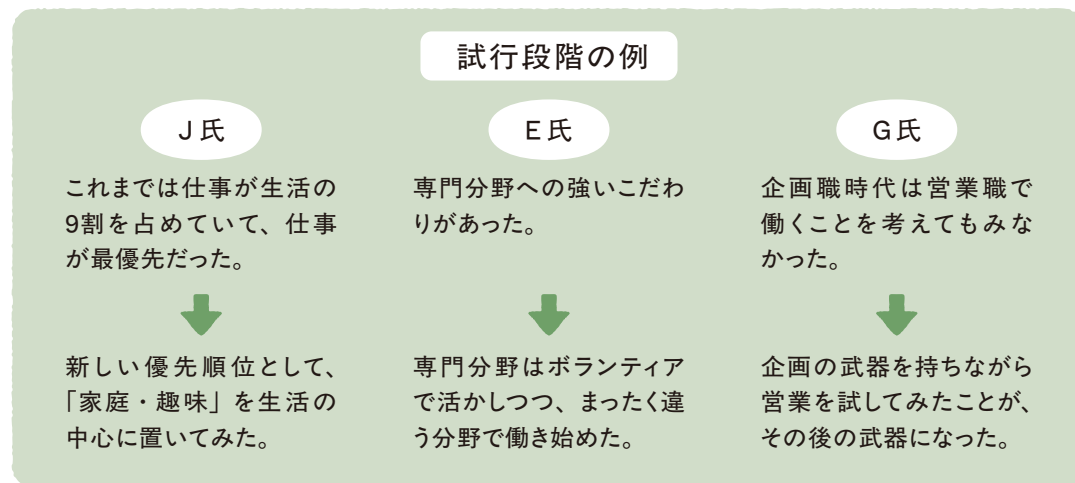 試行段階の例
J氏
これまでは仕事が生活の
9割を占めていて、仕事
が最優先だった。
新しい優先順位として、
「家庭・趣味」を生活の
中心に置いてみた。
E氏
専門分野への強いこだわ
りがあった。
専門分野はボランティア
で活かしつつ、まったく違
う分野で働き始めた。
G氏
企画職時代は営業職で
働くことを考えてもみな
かった。
企画の武器を持ちながら
営業を試してみたことが、
その後の武器になった。